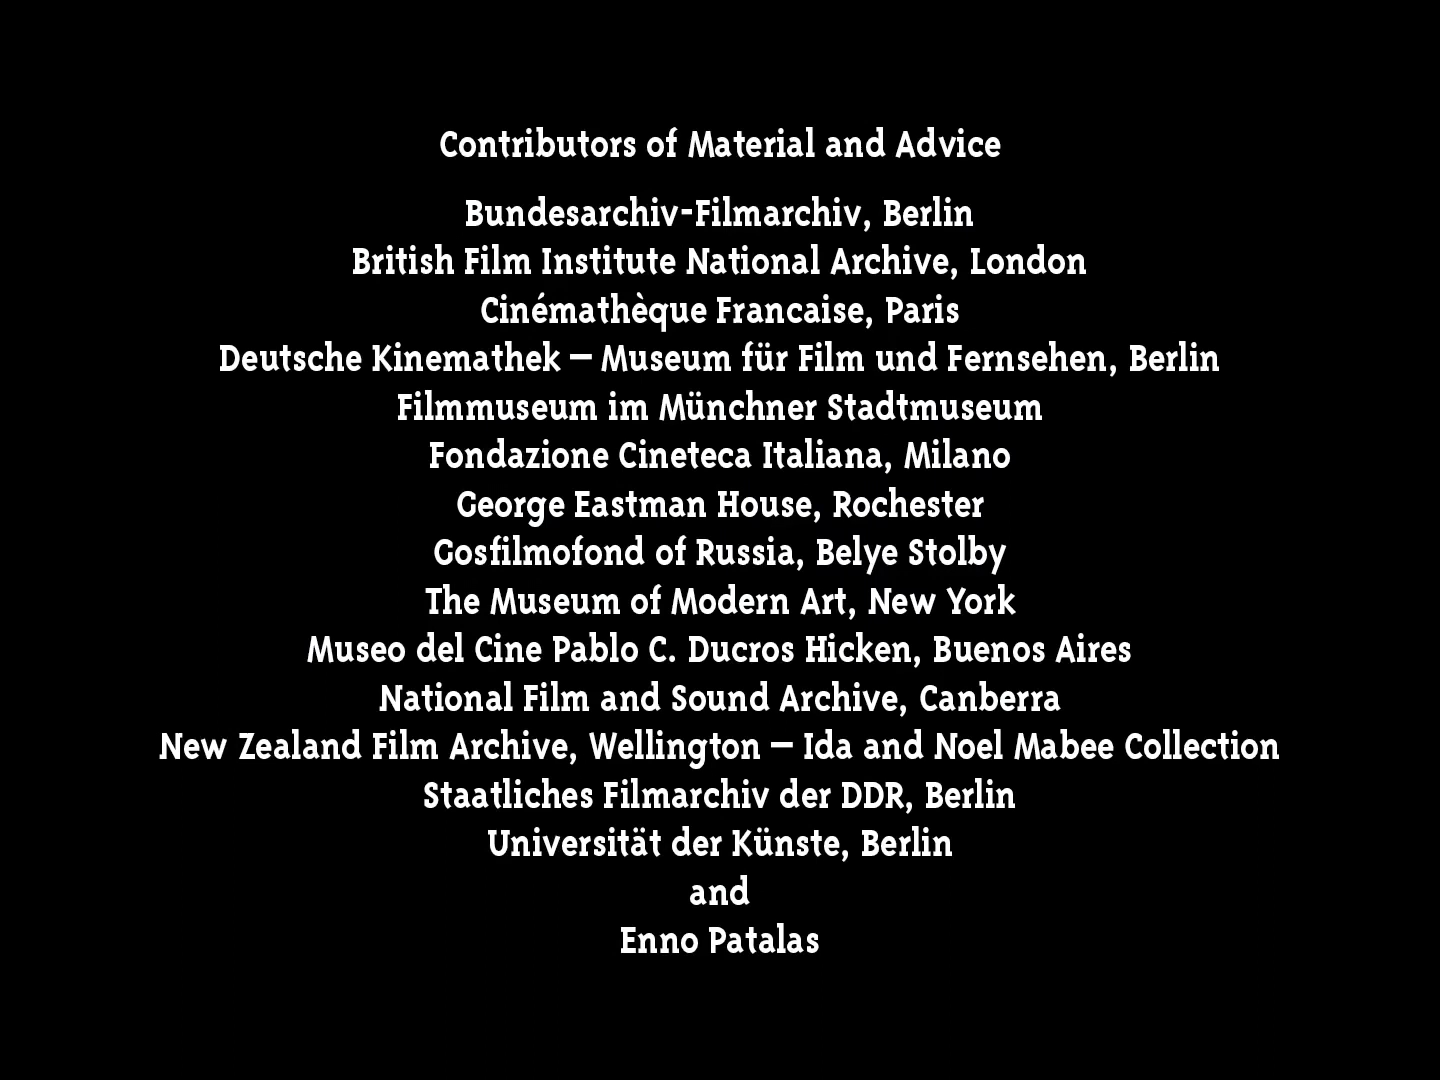 Contributors of Material and Advice
Bundesarchiv-Filmarchiv, Berlin
British Film Institute National Archive, London
Cinémathèque Francaise, Paris
Deutsche Kinemathek – Museum für Film und Fernsehen, Berlin
Filmmuseum im Münchner Stadtmuseum
Fondazione Cineteca Italiana, Milano
George Eastman House, Rochester
Gosfilmofond of Russia, Belye Stolby
The Museum of Modern Art, New York
Museo del Cine Pablo C. Ducros Hicken, Buenos Aires
National Film and Sound Archive, Canberra
New Zealand Film Archive, Wellington – Ida and Noel Mabee Collection
Staatliches Filmarchiv der DDR, Berlin
Universität der Künste, Berlin
and
Enno Patalas